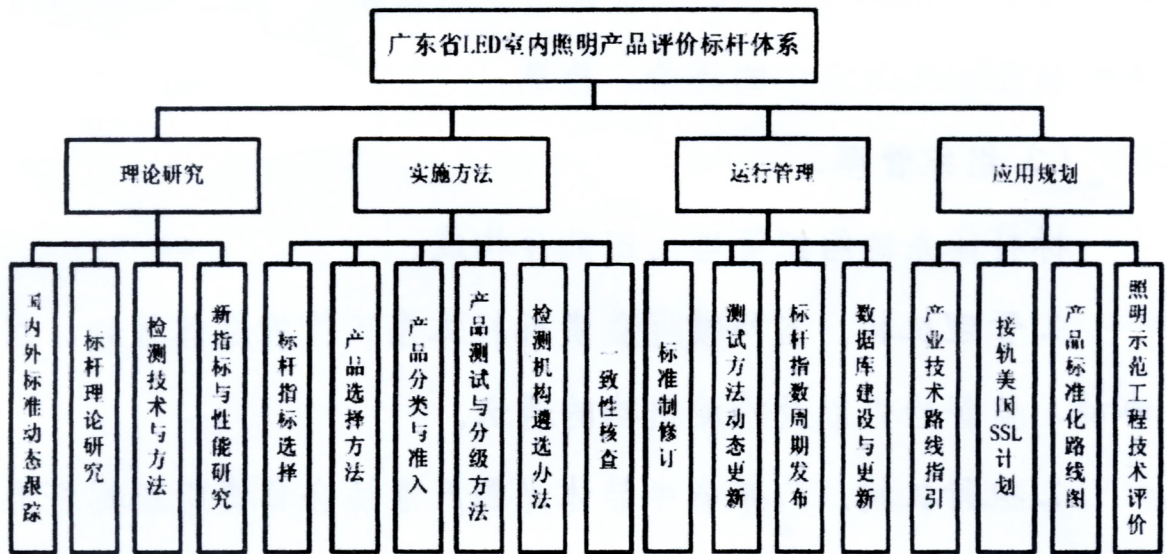 广东省LED室内照明产品评价标杆体系
理论研究
实施方法
运行管理
应用规划
国内外标准动态跟踪
标杆理论研究
检测技术与方法
新指标与性能研究
标杆指标选择
产品选择方法
产品分类与准入
产品测试与分级方法
检测机构遴选办法
一致性核查
标准制修订
测试方法动态更新
标杆指数周期发布
数据库建设与更新
产业技术路线指引
接轨美国SSL计划
产品标准化路线图
照明示范工程技术评价